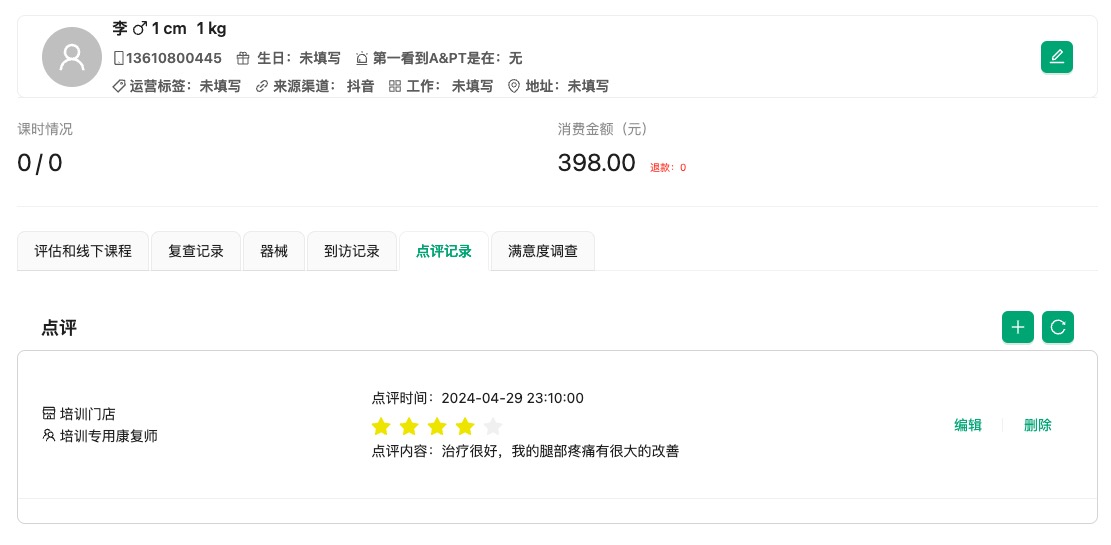 李 ♂ 1 cm 1 kg
13610800445 生日：未填写 第一看到A&PT是在：无
运营标签：未填写 来源渠道： 抖音 工作： 未填写 地址：未填写
课时情况 消费金额（元）
0 / 0 398.00 退款：0
评估和线下课程 复查记录 器械 到访记录 点评记录 满意度调查
点评
点评时间：2024-04-29 23:10:00
培训门店
培训专用康复师
编辑 删除
点评内容：治疗很好，我的腿部疼痛有很大的改善